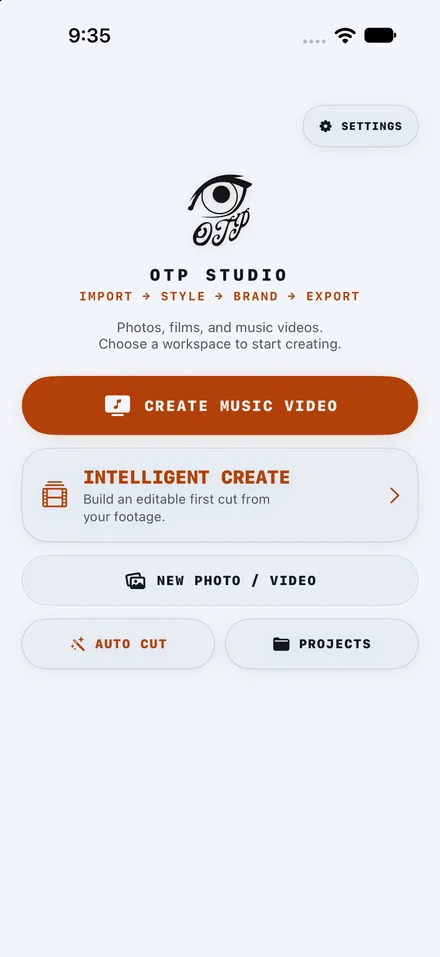 9:35
SETTINGS
OTP
OTP STUDIO
IMPORT → STYLE → BRAND → EXPORT
Photos, films, and music videos.
Choose a workspace to start creating.
CREATE MUSIC VIDEO
INTELLIGENT CREATE
Build an editable first cut from
your footage.
NEW PHOTO / VIDEO
AUTO CUT
PROJECTS